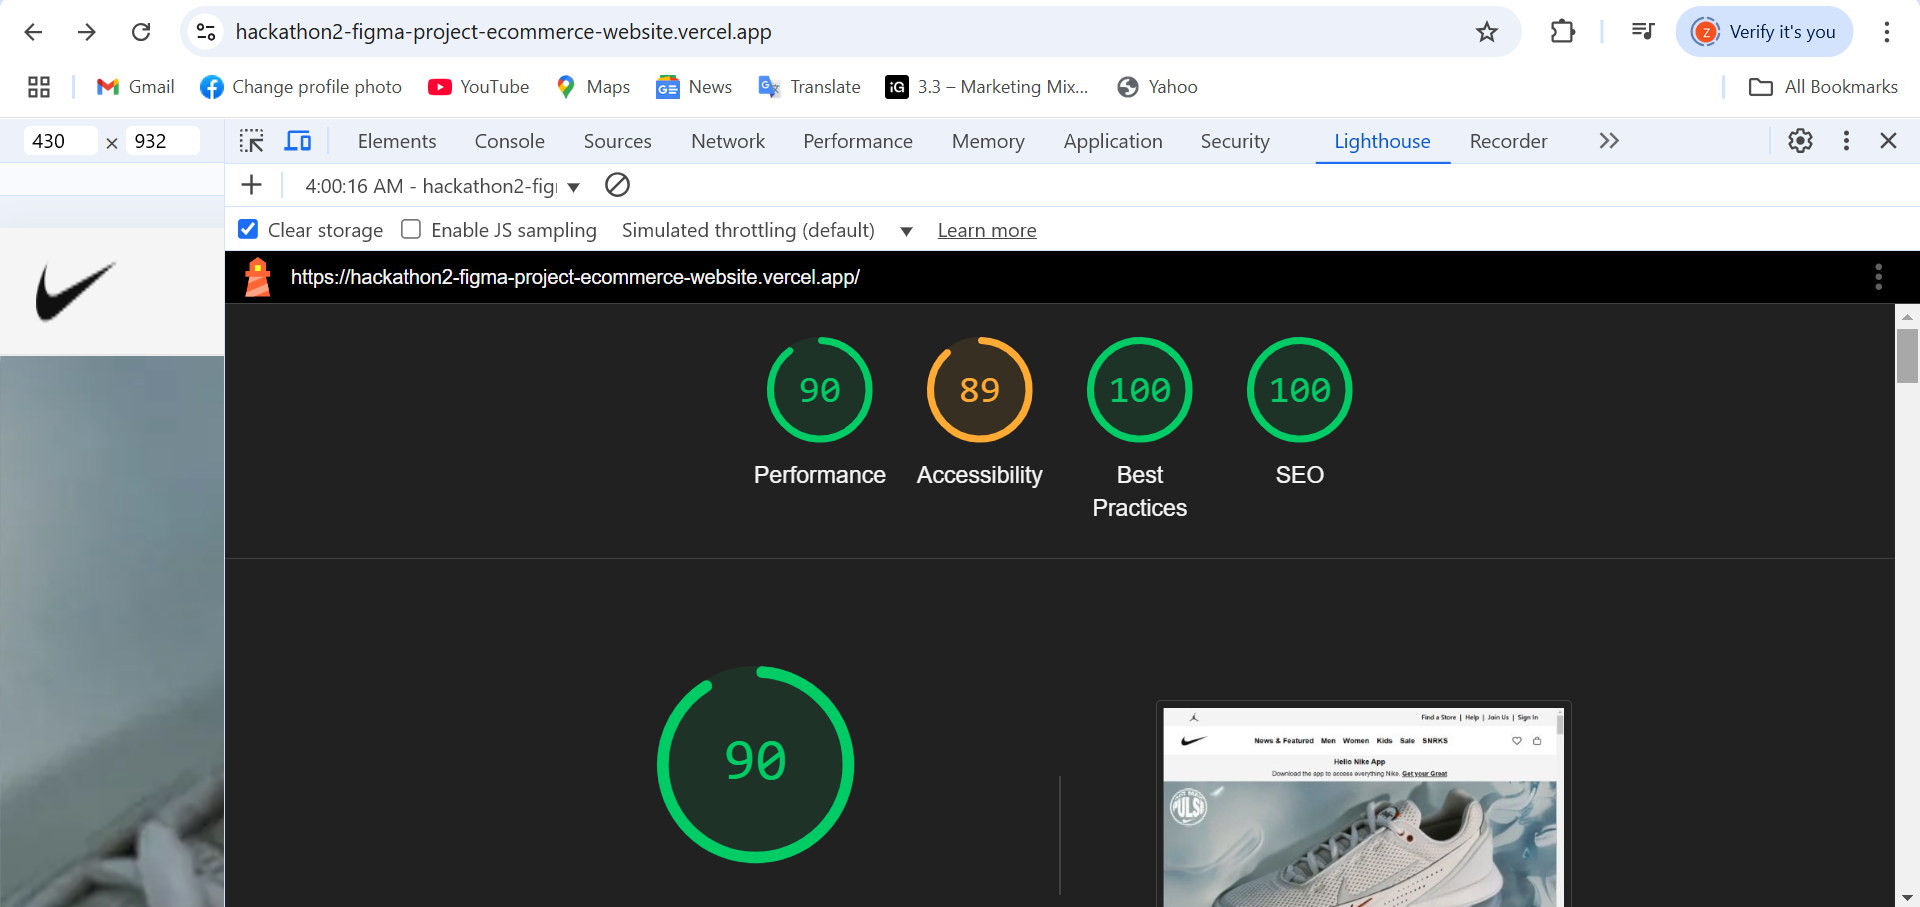 hackathon2-figma-project-ecommerce-website.vercel.app
Z Verify it's you
Gmail Change profile photo YouTube Maps GE News Translate iG 3.3 – Marketing Mix... Yahoo All Bookmarks
430 × 932 Elements Console Sources Network Performance Memory Application Security Lighthouse Recorder
4:00:16 AM - hackathon2-fig
Clear storage Enable JS sampling Simulated throttling (default) Learn more
https://hackathon2-figma-project-ecommerce-website.vercel.app/
90 89 100 100
Performance Accessibility Best Practices SEO
90
Find a Store | Help | Join Us | Sign In
News & Featured Men Women Kids Sale SNRKS
Hello Nike App
Download the app to access everything Nike. Get your Great
PULSE